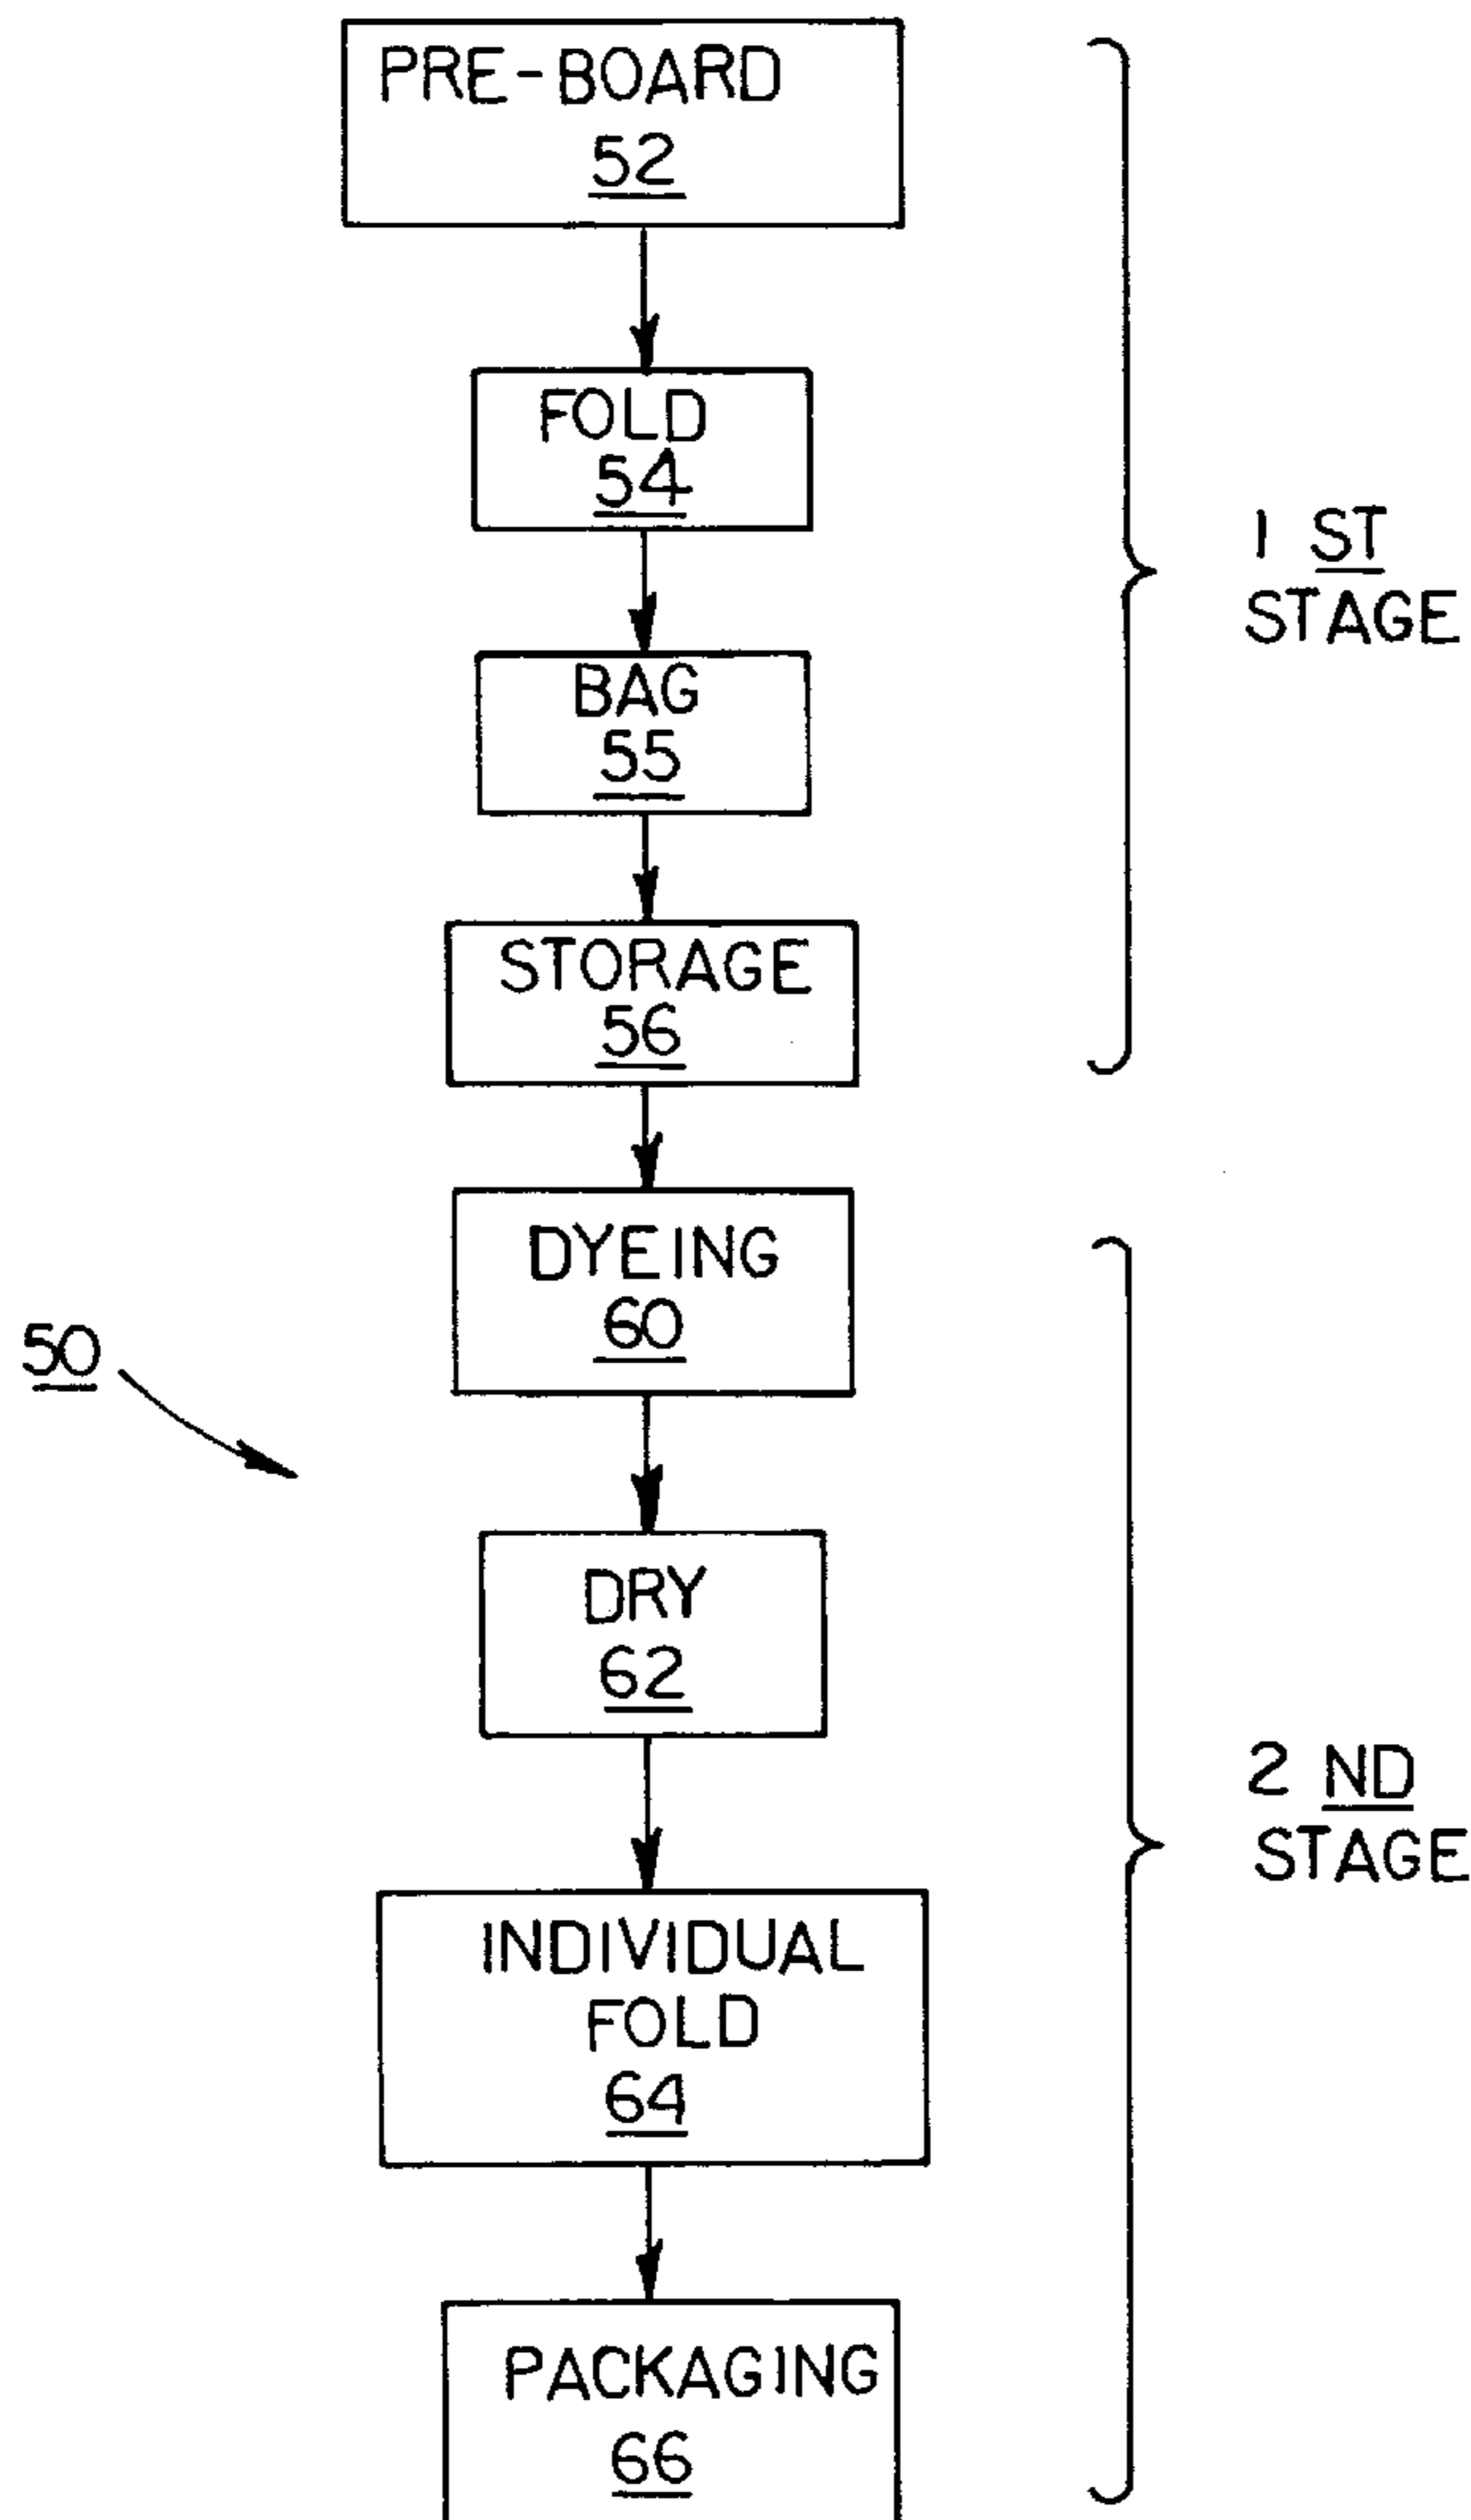 PRE-BOARD
52
FOLD
54
BAG
55
1 ST
STAGE
STORAGE
56
DYEING
60
50
DRY
62
2 ND
STAGE
INDIVIDUAL
FOLD
64
PACKAGING
66